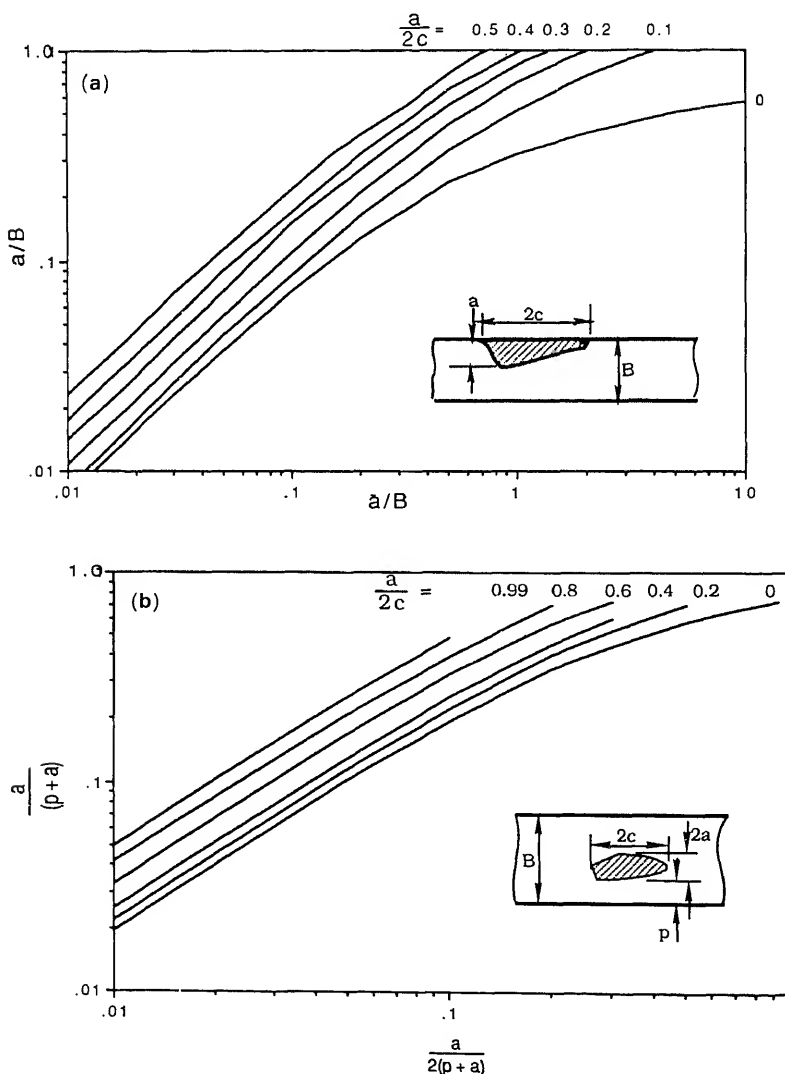 a/2c = 0.5 0.4 0.3 0.2 0.1
1.0
(a)
0
a/B
.1
a
2c
B
.01
.01 .1 1 10
ā/B
1.0
(b)
a/2c = 0.99 0.8 0.6 0.4 0.2 0
a/(p+a)
.1
2c
2a
B
p
.01
.01 .1
a/2(p+a)